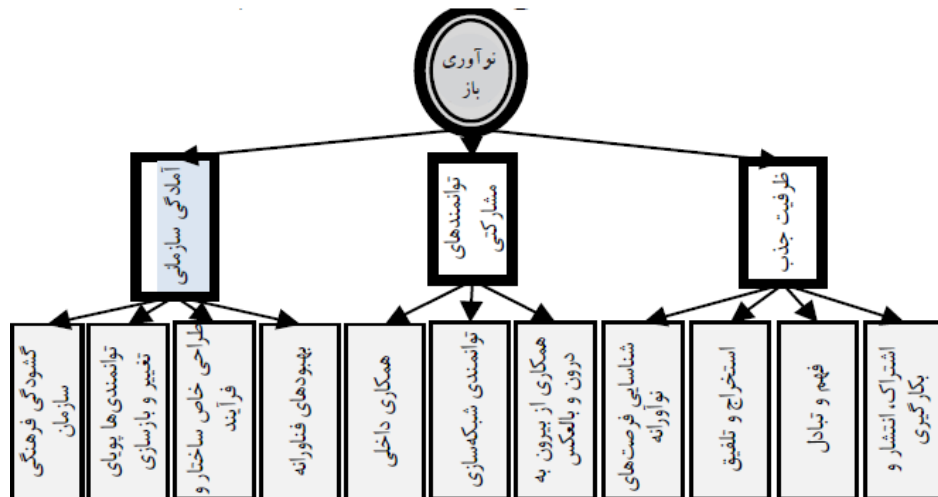 نوآوری
باز
ظرفیت جذب
توانمندهای
مشارکتی
آمادگی سازمانی
اشتراک، انتشار و
بکارگیری
فهم و تبادل
استخراج و تلفیق
شناسایی فرصت‌های
نوآورانه
همکاری از بیرون به
درون و بالعکس
توانمندی شبکه‌سازی
همکاری داخلی
بهبودهای فناورانه
طراحی خاص ساختار و
فرآیند
توانمندی‌ها پویای
تغییر و بازسازی
گشودگی فرهنگی
سازمان